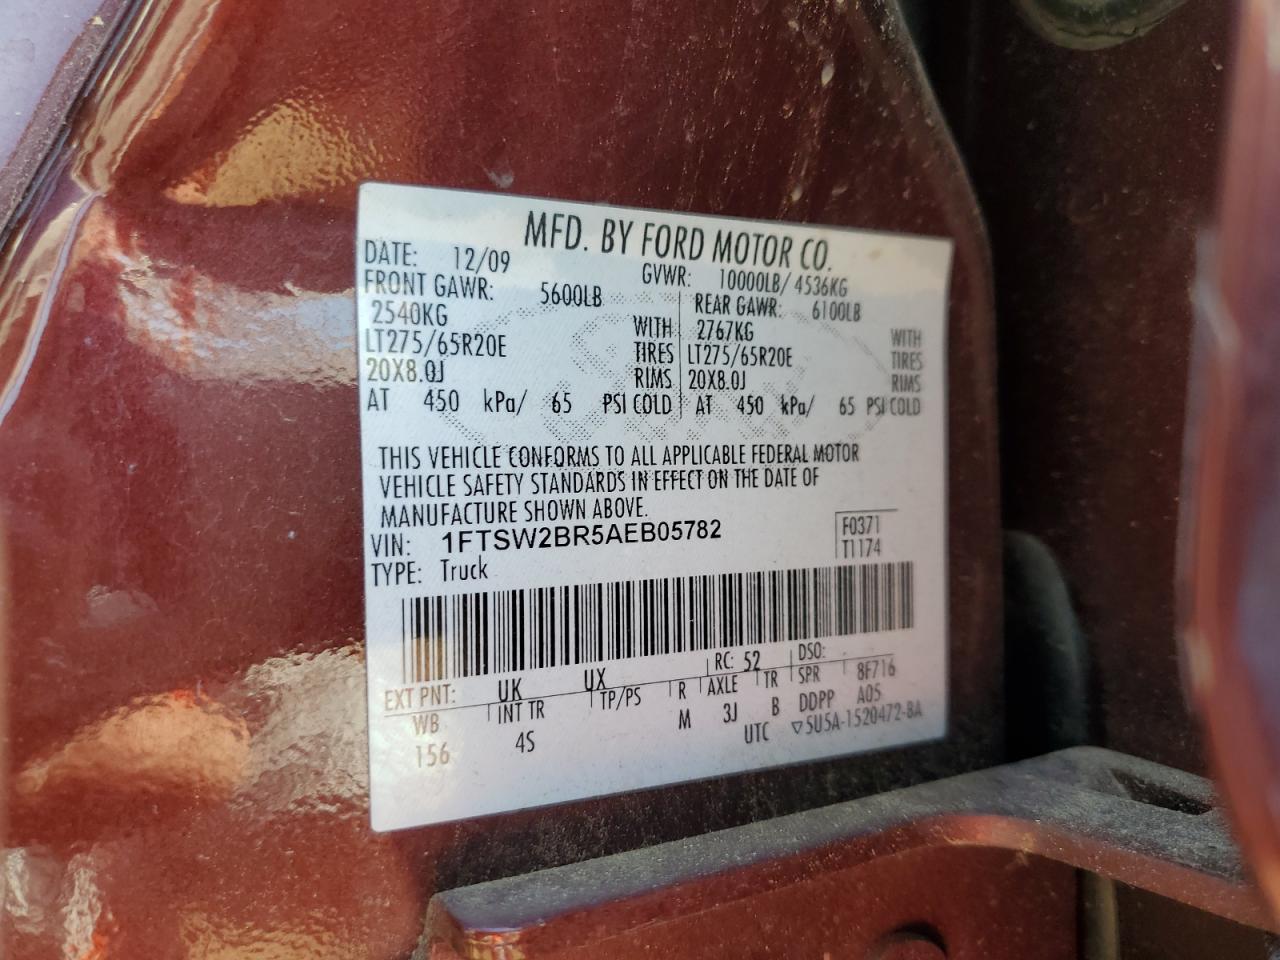 MFD. BY FORD MOTOR CO.
DATE: 12/09 GVWR: 10000LB/4536KG
FRONT GAWR: 5600LB REAR GAWR: 6100LB
2540KG WITH 2767KG WITH
LT275/65R20E TIRES LT275/65R20E TIRES
20X8.0J RIMS 20X8.0J RIMS
AT 450 kPa/ 65 PSI COLD AT 450 kPa/ 65 PSI COLD
THIS VEHICLE CONFORMS TO ALL APPLICABLE FEDERAL MOTOR
VEHICLE SAFETY STANDARDS IN EFFECT ON THE DATE OF
MANUFACTURE SHOWN ABOVE.
VIN: 1FTSW2BR5AEB05782 F0371
TYPE: Truck T1174
EXT PNT: UK UX RC: 52 DSO:
WB INT TR TP/PS R AXLE TR SPR 8F716
156 4S M 3J B DDPP A05
UTC ▽5U5A-1520472-BA